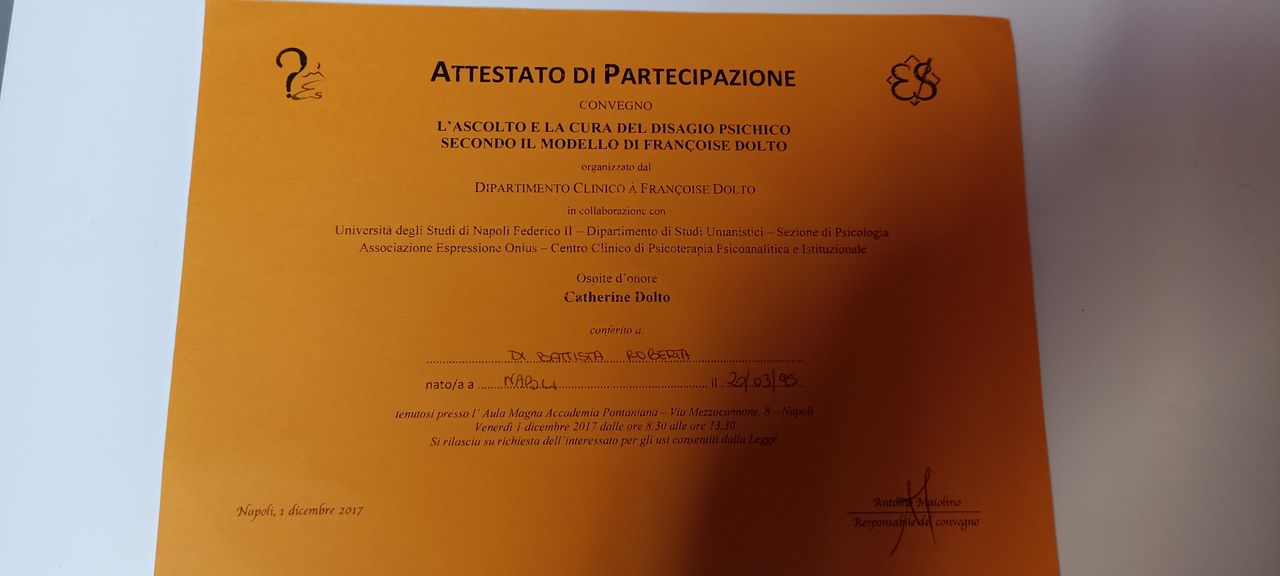 ATTESTATO DI PARTECIPAZIONE
CONVEGNO
L'ASCOLTO E LA CURA DEL DISAGIO PSICHICO
SECONDO IL MODELLO DI FRANÇOISE DOLTO
organizzato dal
DIPARTIMENTO CLINICO À FRANÇOISE DOLTO
in collaborazione con
Università degli Studi di Napoli Federico II – Dipartimento di Studi Umanistici – Sezione di Psicologia
Associazione Espressione Onlus – Centro Clinico di Psicoterapia Psicoanalitica e Istituzionale
Ospite d'onore
Catherine Dolto
conferito a:
DI BATTISTA ROBERTA
nato/a a NAPOLI il 20/03/95
tenutosi presso l' Aula Magna Accademia Pontaniana – Via Mezzocannone, 8 – Napoli
Venerdì 1 dicembre 2017 dalle ore 8,30 alle ore 13,30.
Si rilascia su richiesta dell'interessato per gli usi consentiti dalla Legge.
Napoli, 1 dicembre 2017
Antonia Maiolino
Responsabile del convegno